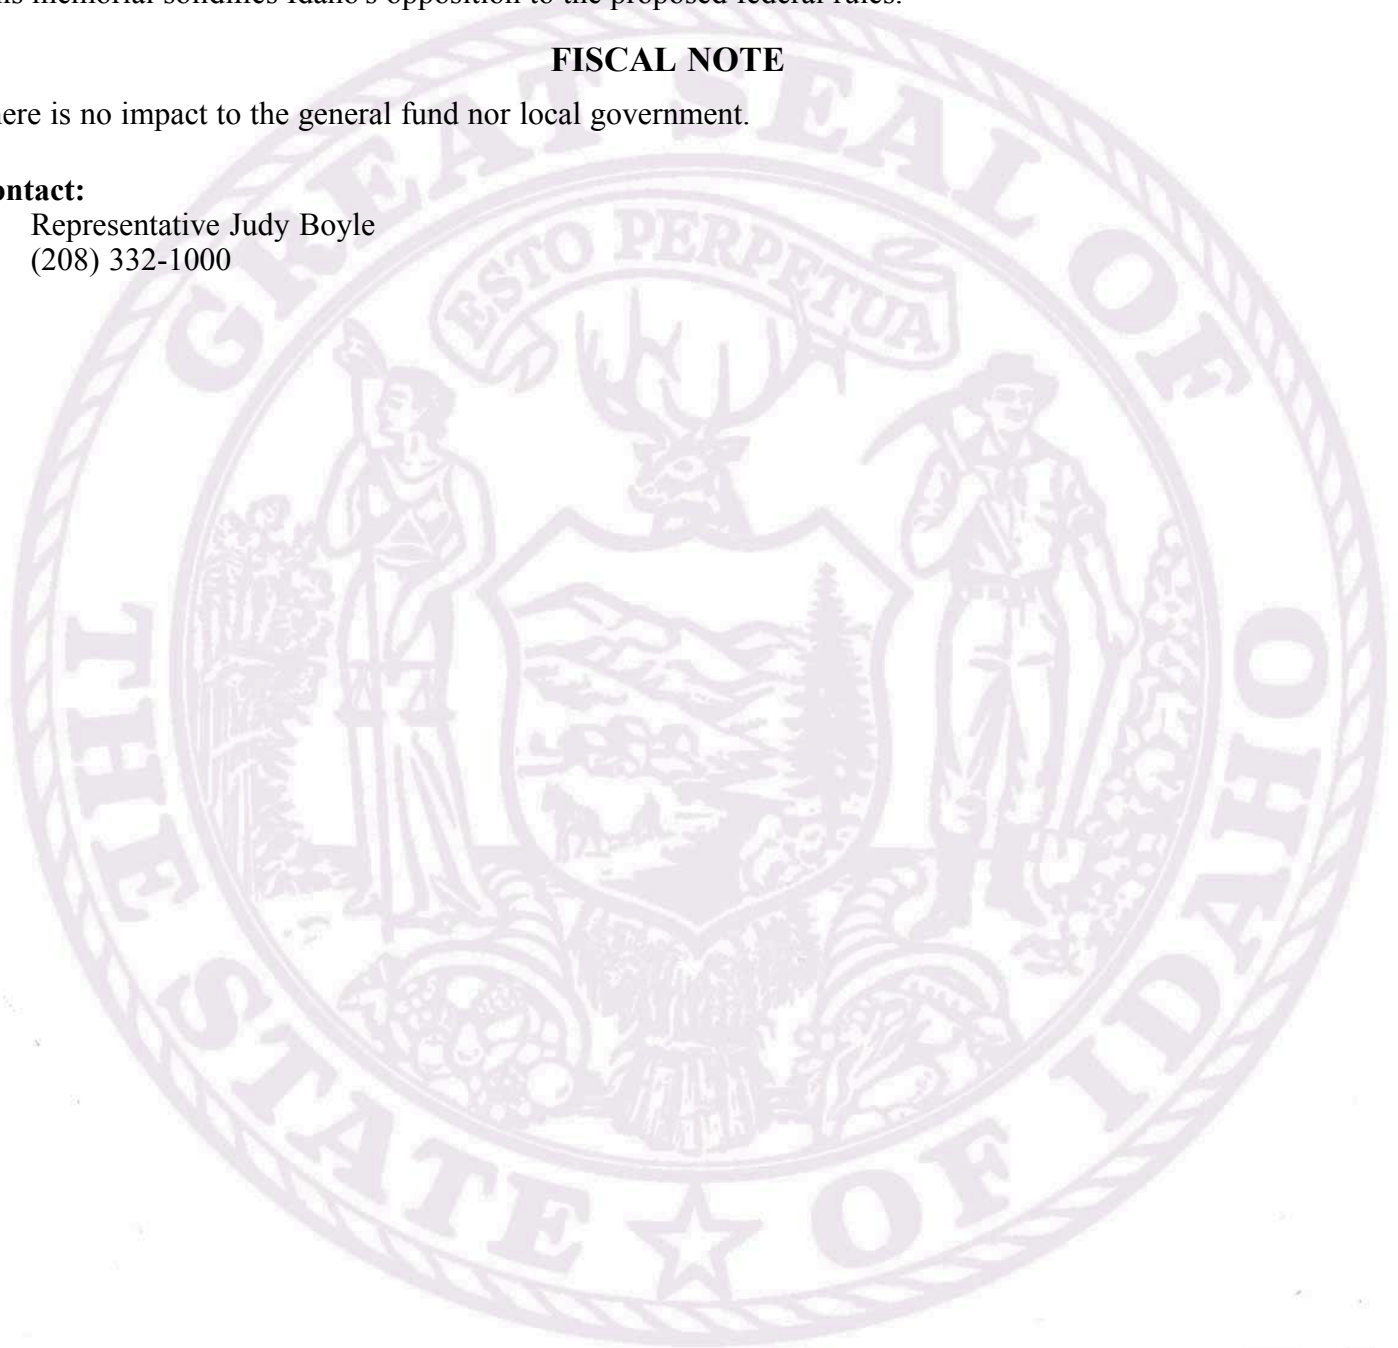 is memorial solidifies Idaho's opposition to the proposed federal rules.
FISCAL NOTE
here is no impact to the general fund nor local government.
ontact:
Representative Judy Boyle
(208) 332-1000
GREAT SEAL OF
THE STATE OF IDAHO
ESTO PERPETUA